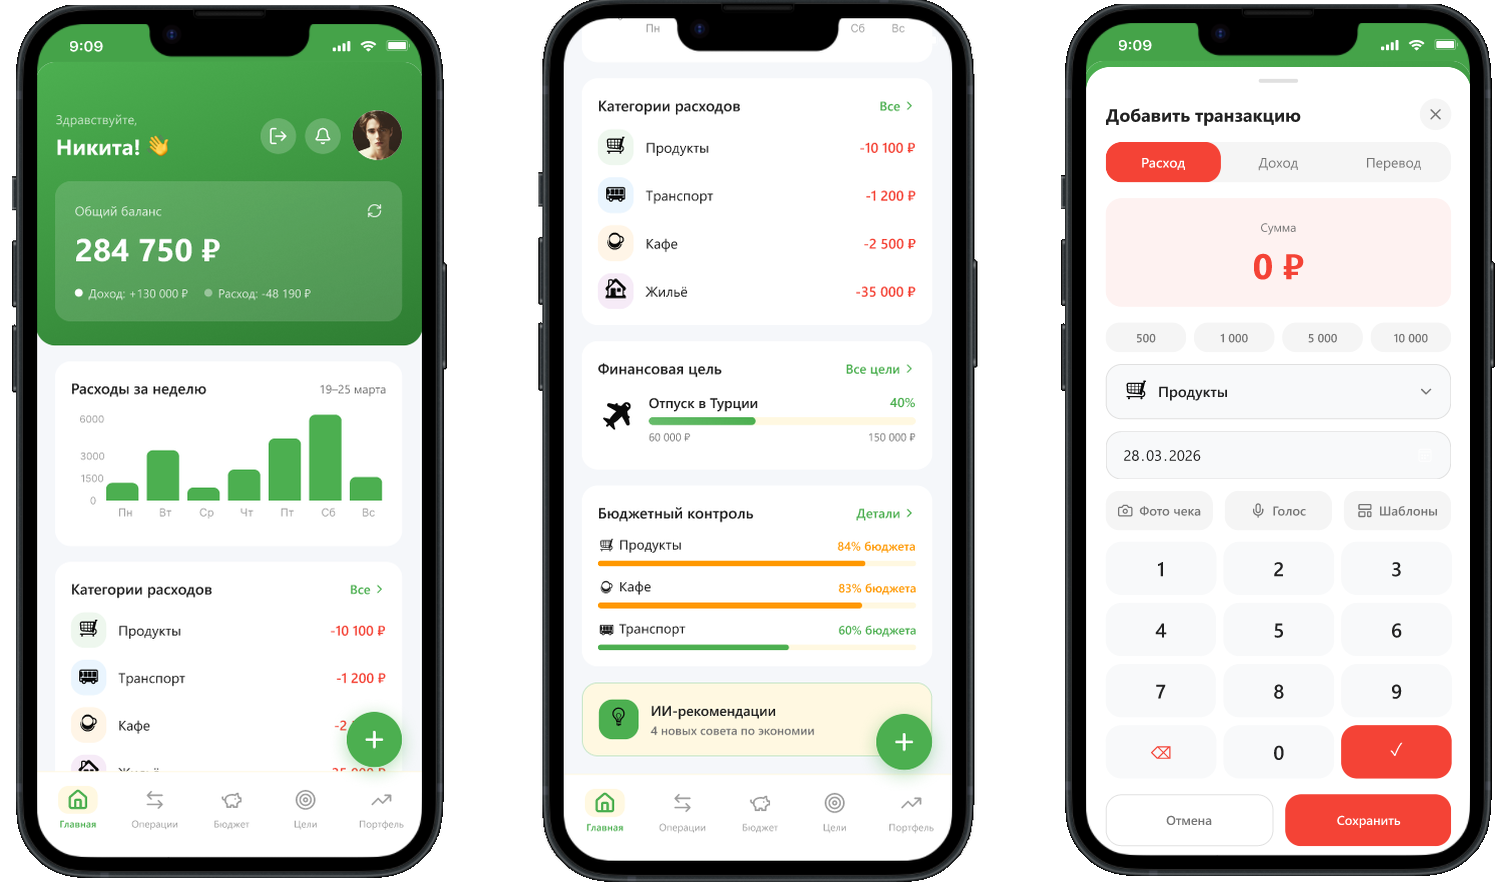 9:09
Здравствуйте,
Никита! 👋
Общий баланс
284 750 ₽
Доход: +130 000 ₽ Расход: -48 190 ₽
Расходы за неделю 19–25 марта
6000
3000
1500
0
Пн Вт Ср Чт Пт Сб Вс
Категории расходов Все >
Продукты -10 100 ₽
Транспорт -1 200 ₽
Кафе -2
Главная Операции Бюджет Цели Портфель
Пн Сб Вс
Категории расходов Все >
Продукты -10 100 ₽
Транспорт -1 200 ₽
Кафе -2 500 ₽
Жильё -35 000 ₽
Финансовая цель Все цели >
Отпуск в Турции 40%
60 000 ₽ 150 000 ₽
Бюджетный контроль Детали >
Продукты 84% бюджета
Кафе 83% бюджета
Транспорт 60% бюджета
ИИ-рекомендации
4 новых совета по экономии
+
Главная Операции Бюджет Цели Портфель
9:09
Добавить транзакцию
Расход Доход Перевод
Сумма
0 ₽
500 1 000 5 000 10 000
Продукты
28.03.2026
Фото чека Голос Шаблоны
1 2 3
4 5 6
7 8 9
0
Отмена Сохранить